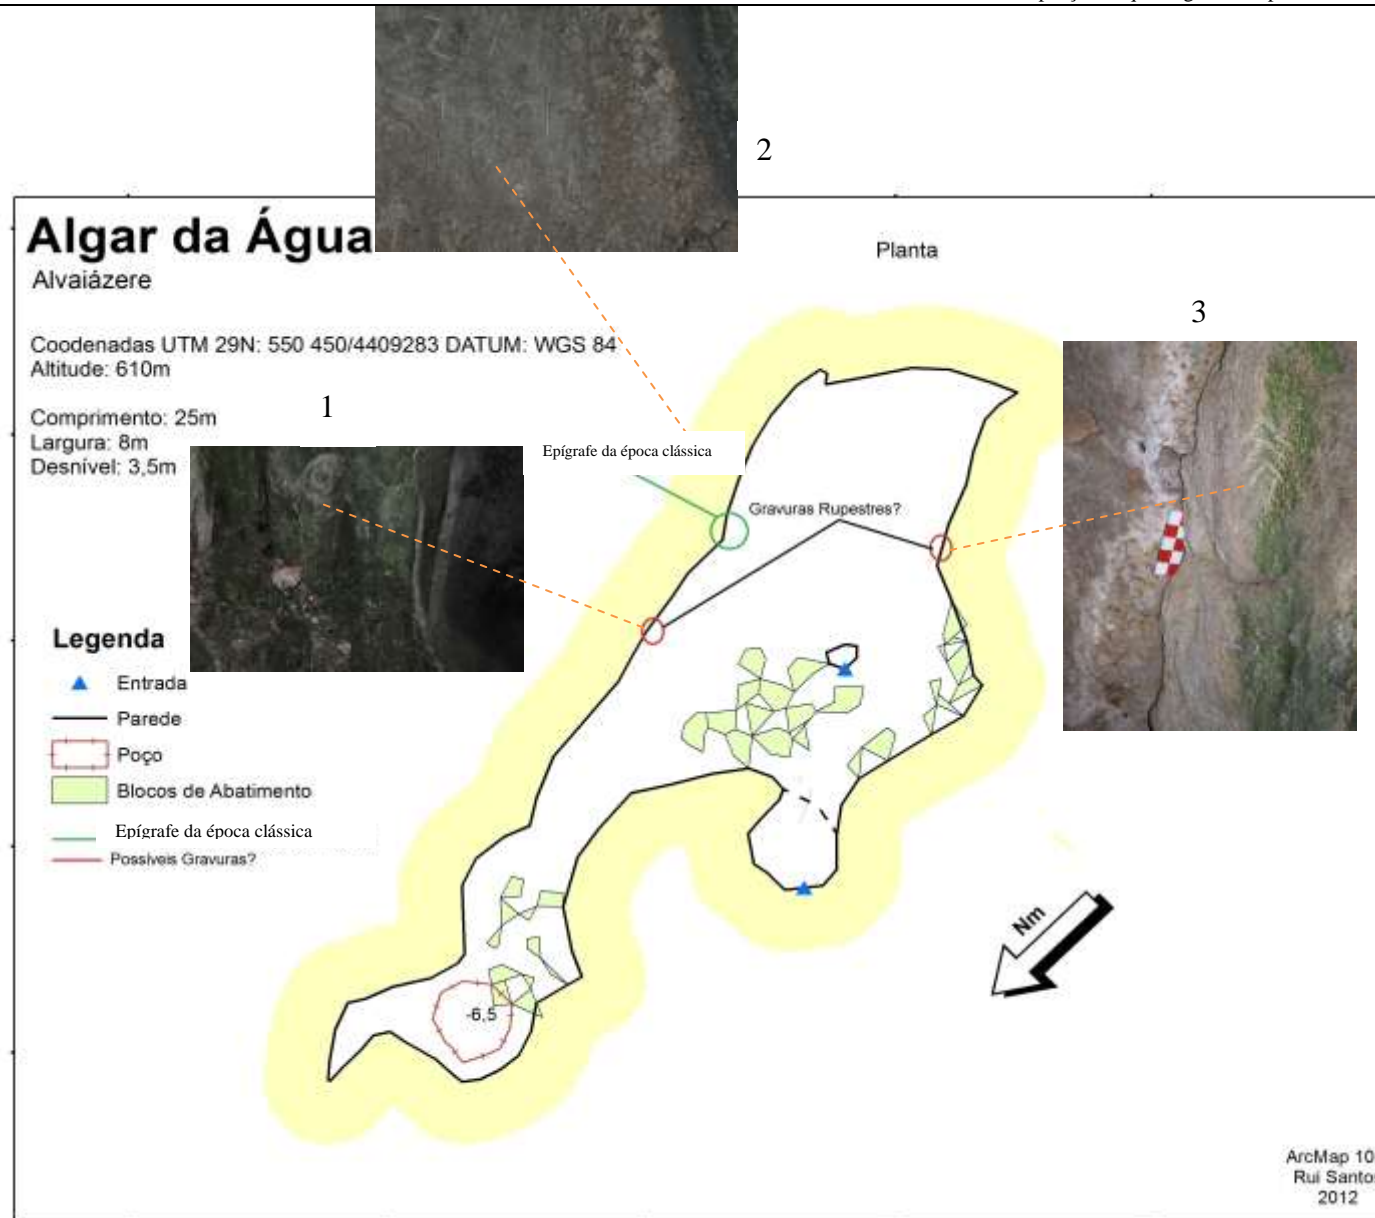 2
Algar da Água
Alvaiázere
Planta
3
Coodenadas UTM 29N: 550 450/4409283 DATUM: WGS 84
Altitude: 610m
1
Comprimento: 25m
Largura: 8m
Desnível: 3,5m
Epígrafe da época clássica
Gravuras Rupestres?
Legenda
Entrada
Parede
Poço
Blocos de Abatimento
Epígrafe da época clássica
Possíveis Gravuras?
Nm
-6,5
ArcMap 10
Rui Santo
2012